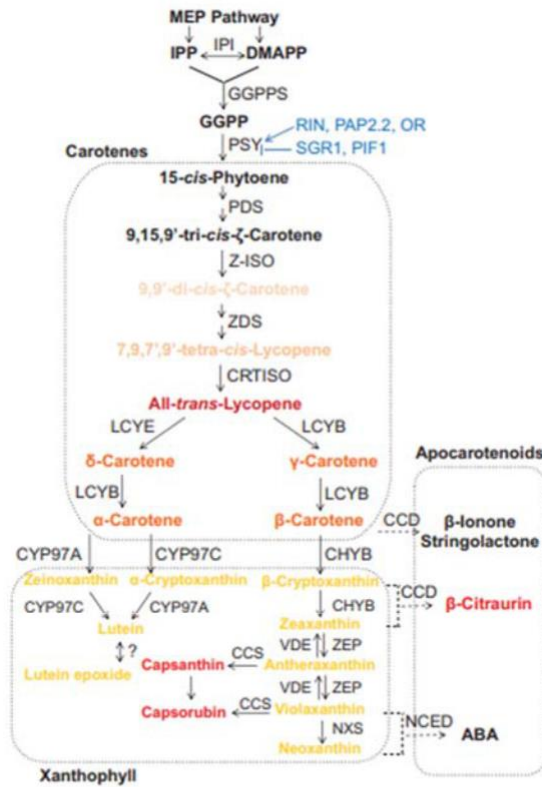 MEP Pathway
IPP IPI DMAPP
GGPPS
GGPP
PSY RIN, PAP2.2, OR
SGR1, PIF1
Carotenes
15-cis-Phytoene
PDS
9,15,9'-tri-cis-ζ-Carotene
Z-ISO
9,9'-di-cis-ζ-Carotene
ZDS
7,9,7',9'-tetra-cis-Lycopene
CRTISO
All-trans-Lycopene
LCYE LCYB
Apocarotenoids
δ-Carotene γ-Carotene
LCYB LCYB
α-Carotene β-Carotene CCD β-Ionone
Stringolactone
CYP97A CYP97C CHYB
Zeinoxanthin α-Cryptoxanthin β-Cryptoxanthin
CYP97C CYP97A CHYB CCD β-Citraurin
Lutein Zeaxanthin
? VDE ZEP
Lutein epoxide Capsanthin CCS Antheraxanthin
VDE ZEP
Capsorubin CCS Violaxanthin
NXS NCED ABA
Neoxanthin
Xanthophyll